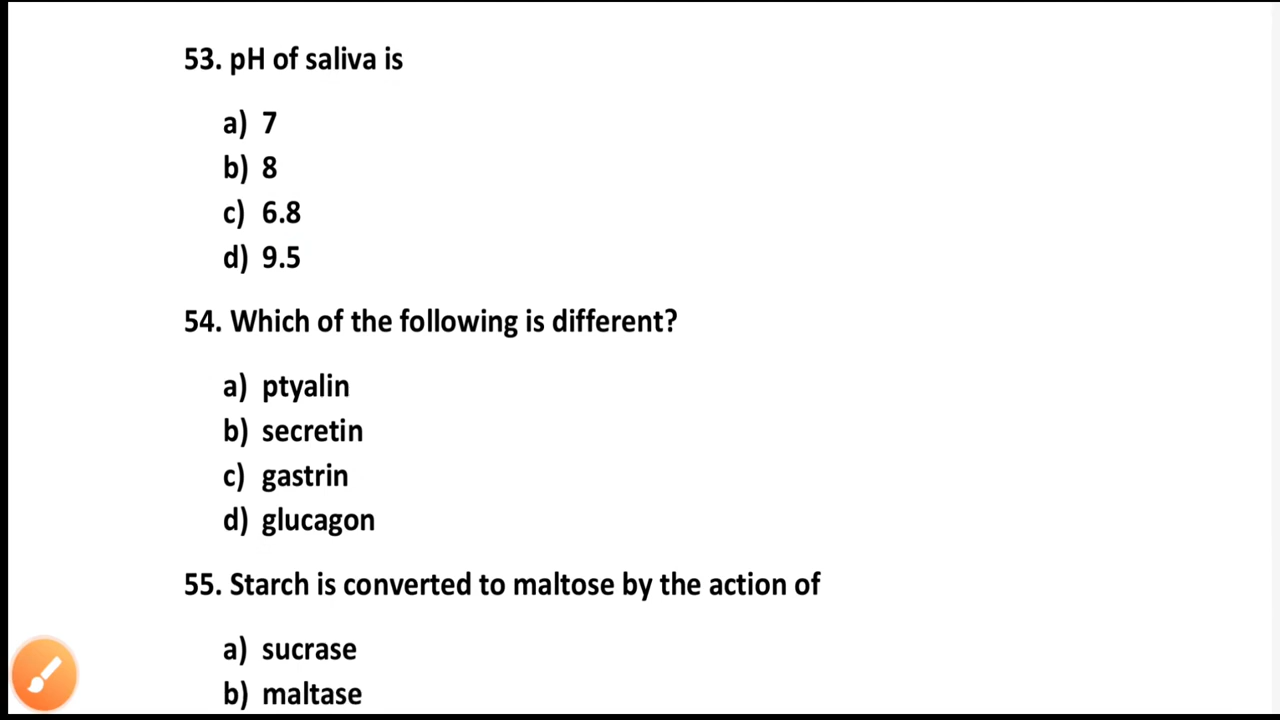 53. pH of saliva is
a) 7
b) 8
c) 6.8
d) 9.5
54. Which of the following is different?
a) ptyalin
b) secretin
c) gastrin
d) glucagon
55. Starch is converted to maltose by the action of
a) sucrase
b) maltase